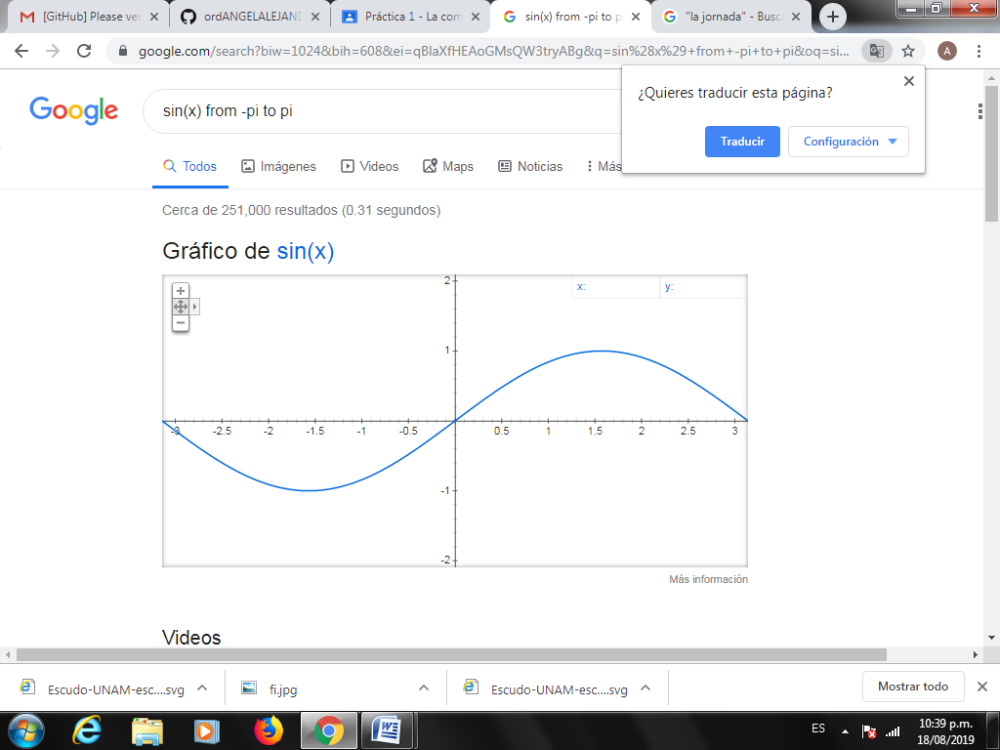 [GitHub] Please ver
ordANGELALEJAND
Práctica 1 - La com
sin(x) from -pi to p
"la jornada" - Busc
google.com/search?biw=1024&bih=608&ei=qBlaXfHEAoGMsQW3tryABg&q=sin%28x%29+from+-pi+to+pi&oq=si...
A
¿Quieres traducir esta página?
Traducir
Configuración
Google
sin(x) from -pi to pi
Todos
Imágenes
Videos
Maps
Noticias
Más
Cerca de 251,000 resultados (0.31 segundos)
Gráfico de sin(x)
+
−
x:
y:
2
1
-3 -2.5 -2 -1.5 -1 -0.5 0.5 1 1.5 2 2.5 3
-1
-2
Más información
Videos
Escudo-UNAM-esc....svg
fi.jpg
Escudo-UNAM-esc....svg
Mostrar todo
ES
10:39 p.m.
18/08/2019